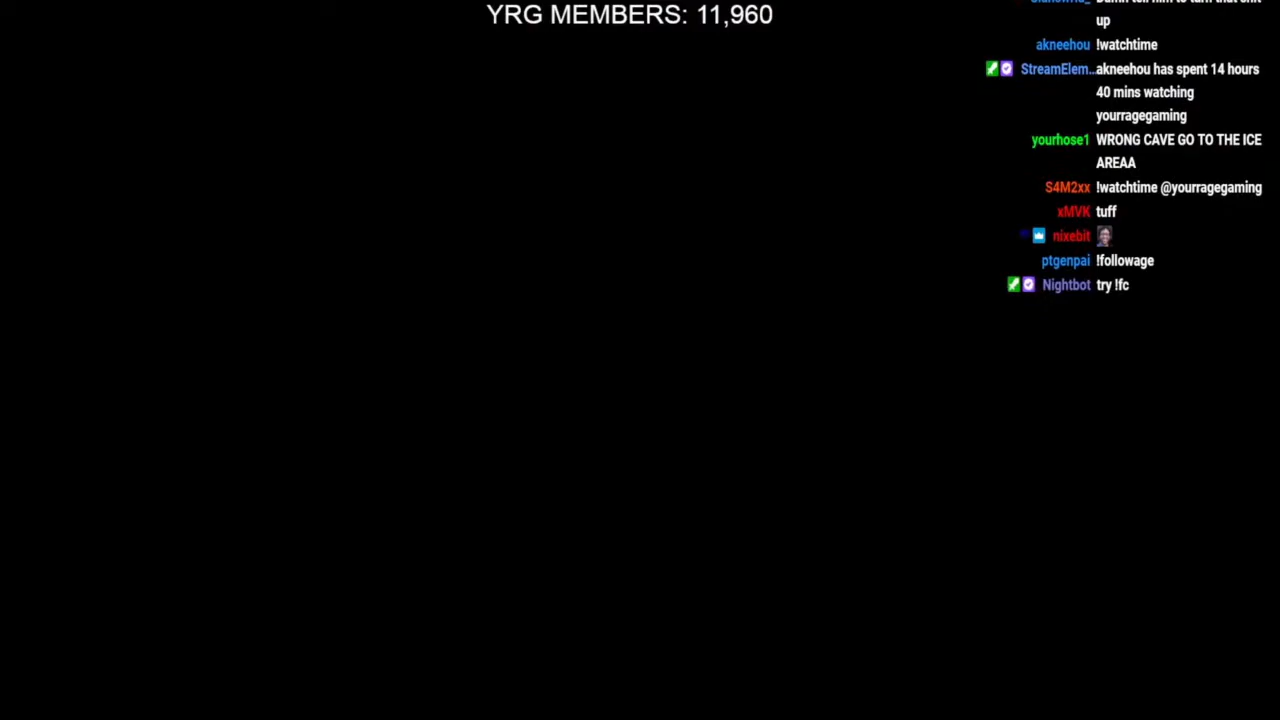 YRG MEMBERS: 11,960
up
akneehou !watchtime
StreamElem... akneehou has spent 14 hours
40 mins watching
yourragegaming
yourhose1 WRONG CAVE GO TO THE ICE
AREAA
S4M2xx !watchtime @yourragegaming
xMVK tuff
nixebit
ptgenpai !followage
Nightbot try !fc